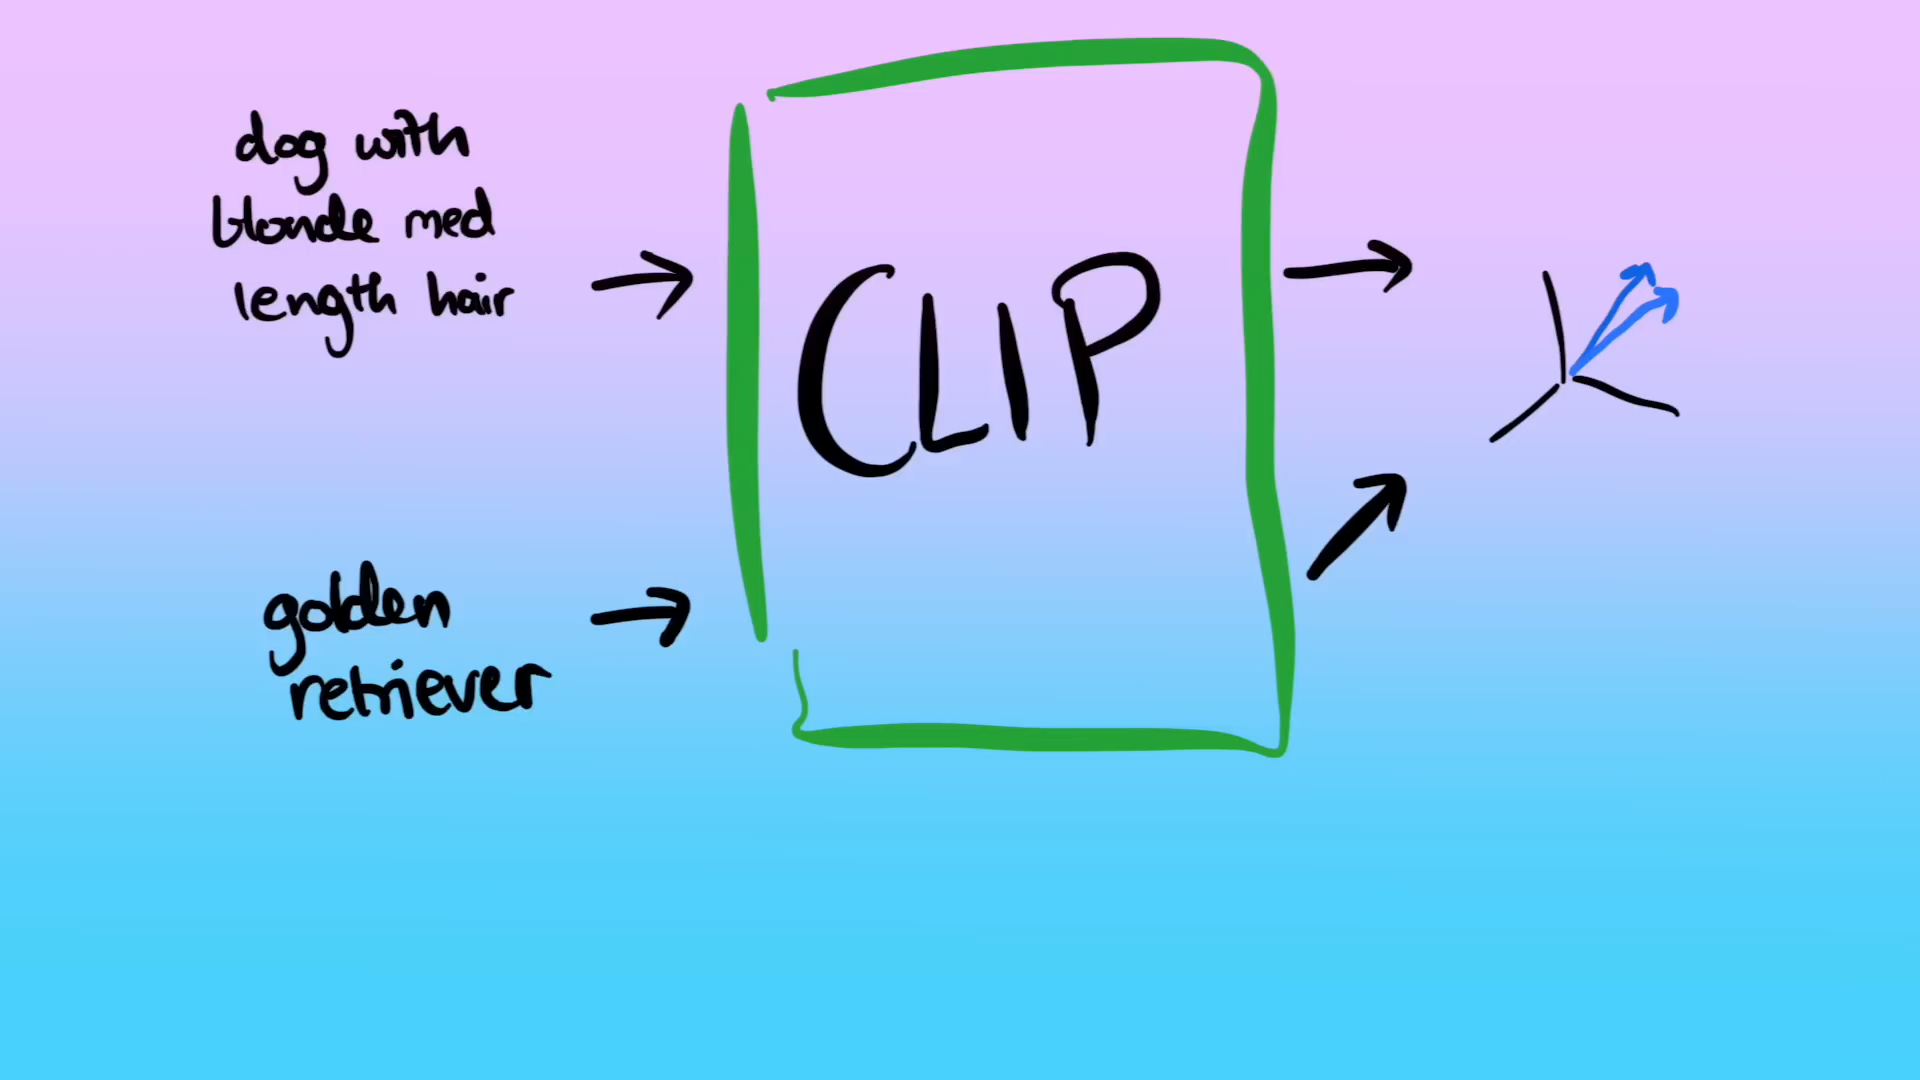 dog with
blonde med
length hair
CLIP
golden
retriever